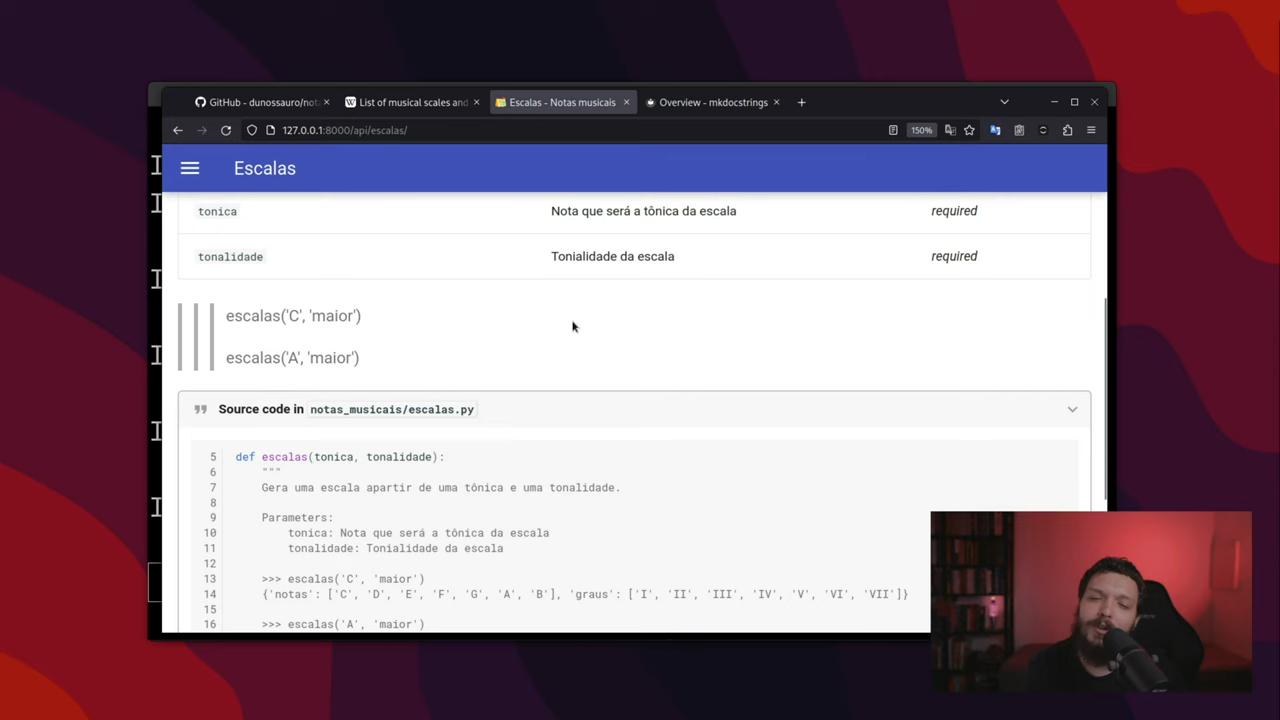 GitHub - dunossauro/not
List of musical scales and
Escalas - Notas musicais
Overview - mkdocstrings
127.0.0.1:8000/api/escalas/
150%
Escalas
tonica Nota que será a tônica da escala required
tonalidade Tonialidade da escala required
escalas('C', 'maior')
escalas('A', 'maior')
Source code in notas_musicais/escalas.py
5 def escalas(tonica, tonalidade):
6 """
7 Gera uma escala apartir de uma tônica e uma tonalidade.
8
9 Parameters:
10 tonica: Nota que será a tônica da escala
11 tonalidade: Tonialidade da escala
12
13 >>> escalas('C', 'maior')
14 {'notas': ['C', 'D', 'E', 'F', 'G', 'A', 'B'], 'graus': ['I', 'II', 'III', 'IV', 'V', 'VI', 'VII']}
15
16 >>> escalas('A', 'maior')